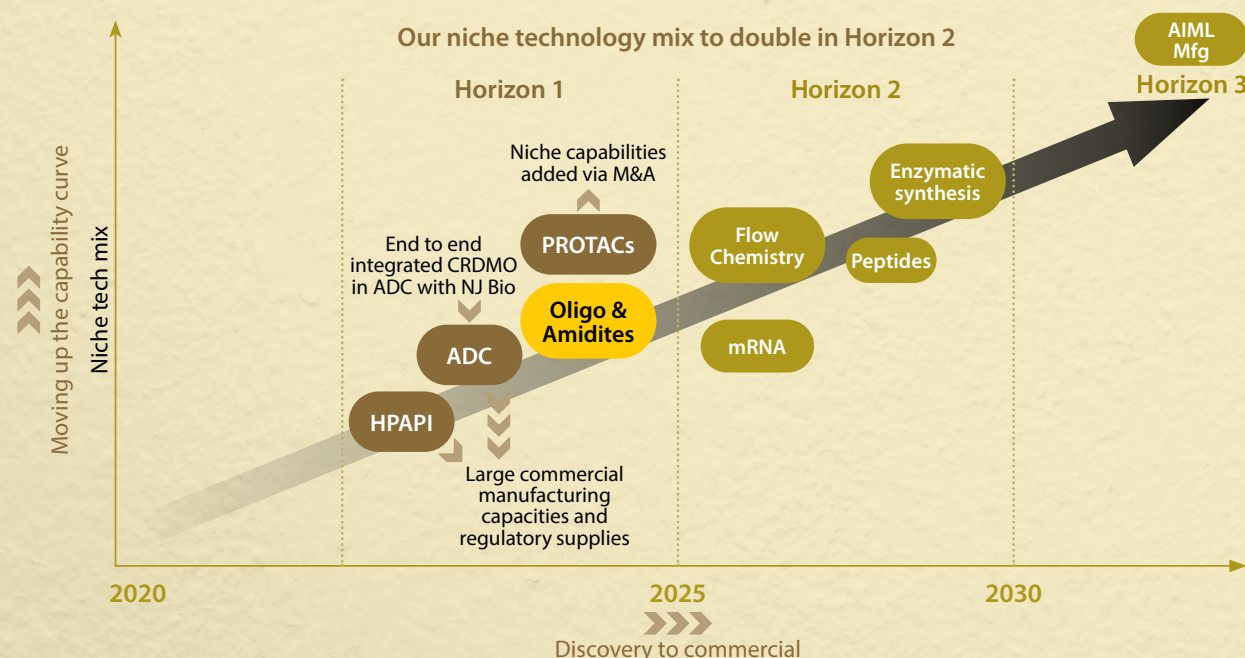 Our niche technology mix to double in Horizon 2
AIML
Mfg
Horizon 1
Horizon 2
Horizon 3
Moving up the capability curve
Niche tech mix
Niche capabilities
added via M&A
PROTACs
End to end
integrated CRDMO
in ADC with NJ Bio
Oligo &
Amidites
ADC
HPAPI
Large commercial
manufacturing
capacities and
regulatory supplies
Enzymatic
synthesis
Flow
Chemistry
Peptides
mRNA
2020
2025
2030
Discovery to commercial